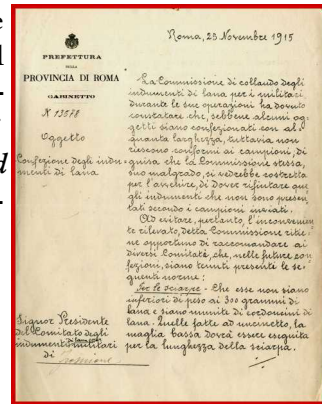 Roma, 23 Novembre 1915
PREFETTURA
DELLA
PROVINCIA DI ROMA
GABINETTO
N 13578
Oggetto
Confezione degli indu-
menti di lana
La Commissione di collaudo degli
indumenti di lana per i militari,
durante le sue operazioni ha dovuto
constatare che, sebbene alcuni og-
getti siano confezionati con al-
quanta larghezza, tuttavia non
riescono conformi ai campioni, di
guisa, che la Commissione stessa,
suo malgrado, si vedrebbe costretta
per l'avvenire, di dover rifiutare que
gli indumenti che non sono presen
tati secondo i campioni inviati.
Ad evitare, pertanto, l'inconvenien
te rilevato, detta Commissione ritie-
ne opportuno di raccomandare ai
diversi Comitati, che, nelle future con
fezioni, siano tenute presenti le se
guenti norme:
Per le sciarpe - Che esse non siano
inferiori di peso ai 300 grammi di
lana e siano munite di cordoncini di
lana. Quelle fatte ad uncinetto, la
maglia bassa dovrà essere eseguita
per la lunghezza della sciarpa.
Signor Presidente
del Comitato degli
indumenti militari
di